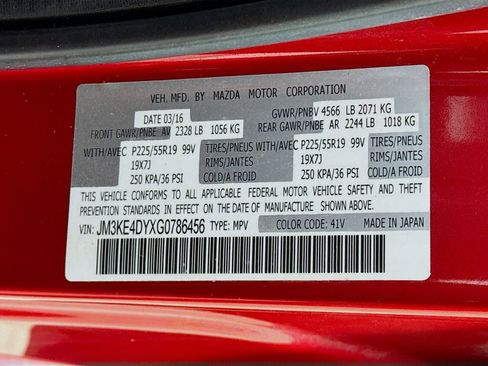 VEH. MFD. BY MAZDA MOTOR CORPORATION
DATE 03/16 GVWR/PNBV 4566 LB 2071 KG
FRONT GAWR/PNBE AV 2328 LB 1056 KG REAR GAWR/PNBE AR 2244 LB 1018 KG
WITH/AVEC P225/55R19 99V TIRES/PNEUS WITH/AVEC P225/55R19 99V TIRES/PNEUS
19X7J RIMS/JANTES 19X7J RIMS/JANTES
250 KPA/36 PSI COLD/A FROID 250 KPA/36 PSI COLD/A FROID
THIS VEHICLE CONFORMS TO ALL APPLICABLE FEDERAL MOTOR VEHICLE SAFETY AND
THEFT PREVENTION STANDARDS IN EFFECT ON THE DATE OF MANUFACTURE SHOWN ABOVE.
VIN: JM3KE4DYXG0786456 TYPE: MPV COLOR CODE: 41V MADE IN JAPAN